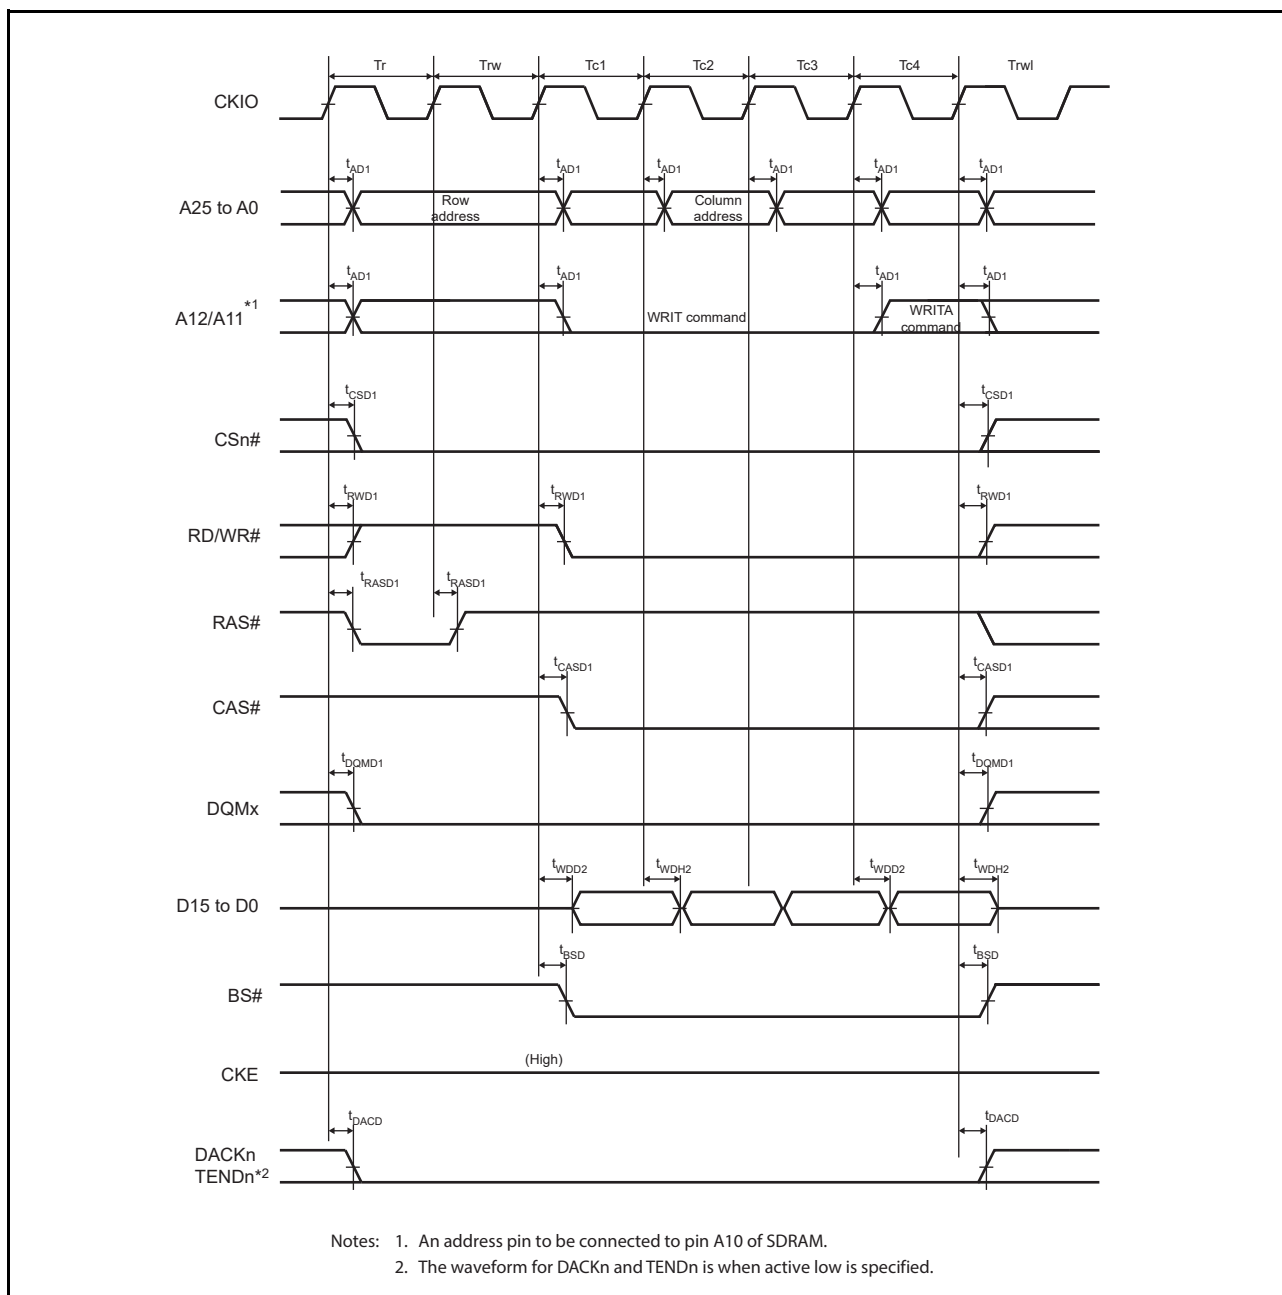 Tr Trw Tc1 Tc2 Tc3 Tc4 Trwl
CKIO
tAD1 tAD1 tAD1 tAD1 tAD1 tAD1
A25 to A0
Row
address
Column
address
tAD1 tAD1 tAD1 tAD1
A12/A11*1
WRIT command
WRITA
command
tCSD1 tCSD1
CSn#
tRWD1 tRWD1 tRWD1
RD/WR#
tRASD1 tRASD1
RAS#
tCASD1 tCASD1
CAS#
tDQMD1 tDQMD1
DQMx
tWDD2 tWDH2 tWDD2 tWDH2
D15 to D0
tBSD tBSD
BS#
(High)
CKE
tDACD tDACD
DACKn
TENDn*2
Notes: 1. An address pin to be connected to pin A10 of SDRAM.
2. The waveform for DACKn and TENDn is when active low is specified.